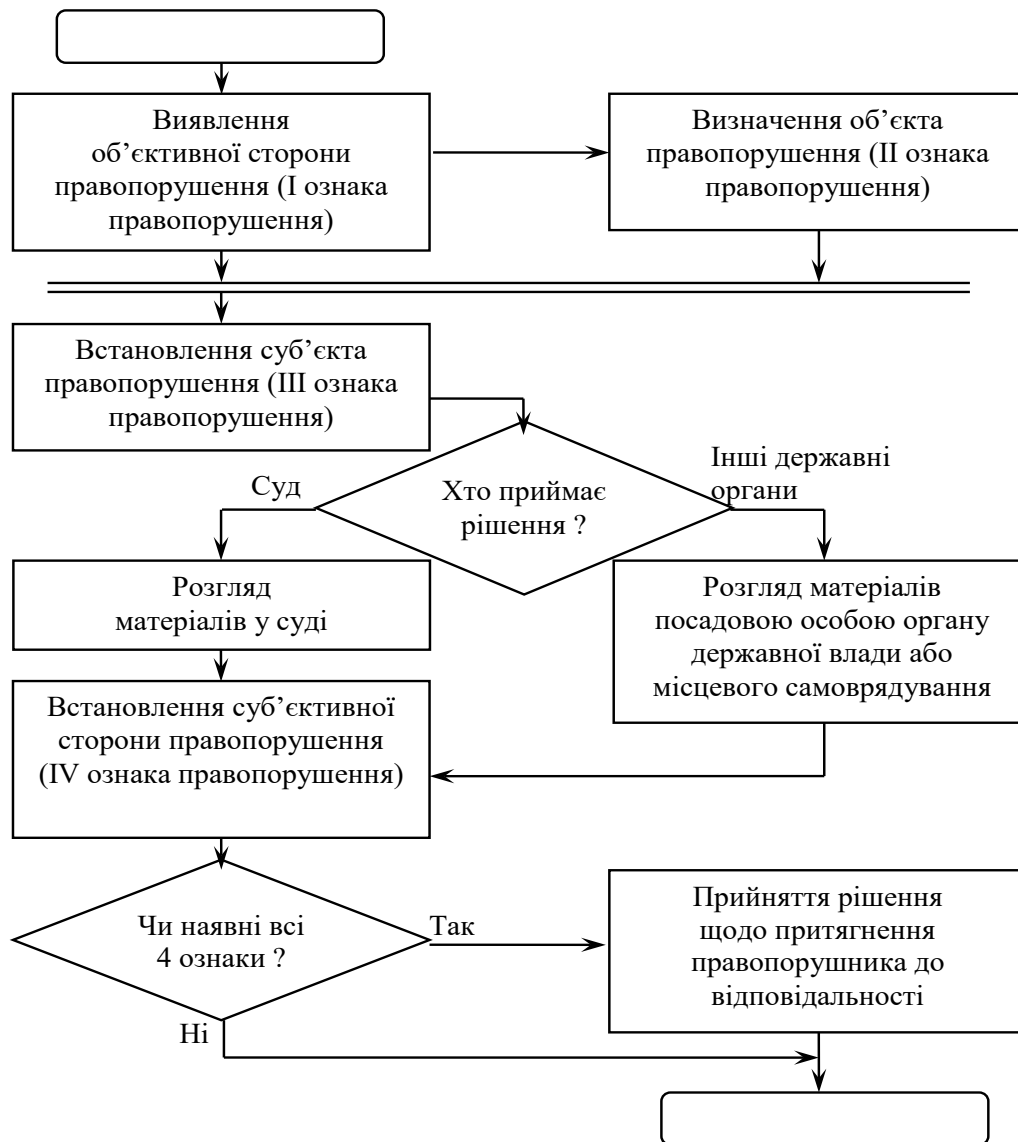 Виявлення
об’єктивної сторони
правопорушення (I ознака
правопорушення)
Визначення об’єкта
правопорушення (II ознака
правопорушення)
Встановлення суб’єкта
правопорушення (III ознака
правопорушення)
Хто приймає
рішення ?
Суд
Інші державні
органи
Розгляд
матеріалів у суді
Розгляд матеріалів
посадовою особою органу
державної влади або
місцевого самоврядування
Встановлення суб’єктивної
сторони правопорушення
(IV ознака правопорушення)
Чи наявні всі
4 ознаки ?
Так
Прийняття рішення
щодо притягнення
правопорушника до
відповідальності
Ні